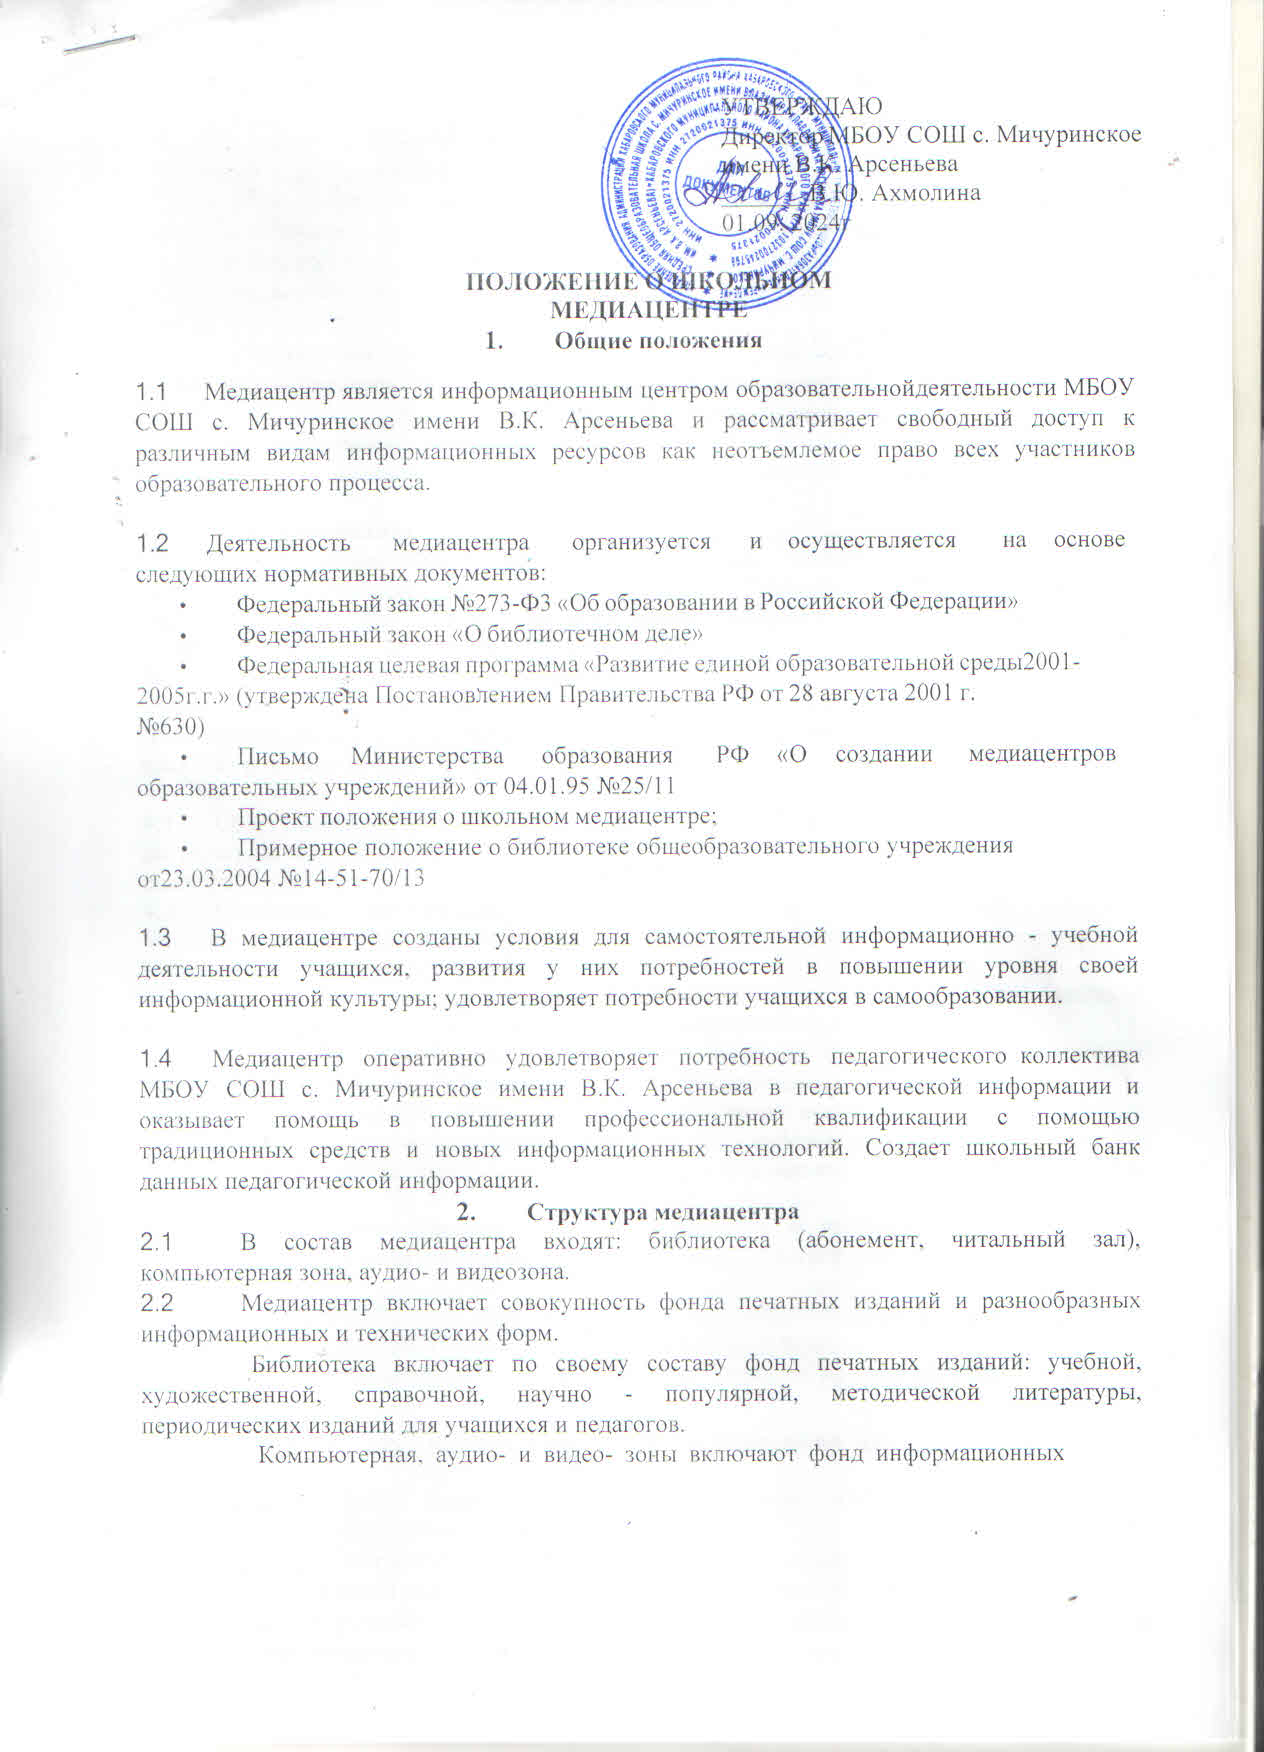 УТВЕРЖДАЮ
Директор МБОУ СОШ с. Мичуринское
имени В.К. Арсеньева
В.Ю. Ахмолина
01.09.2024г
ДЛЯ
ДОКУМЕНТОВ
ПОЛОЖЕНИЕ О ШКОЛЬНОМ
МЕДИАЦЕНТРЕ
1. Общие положения
1.1 Медиацентр является информационным центром образовательнойдеятельности МБОУ
СОШ с. Мичуринское имени В.К. Арсеньева и рассматривает свободный доступ к
различным видам информационных ресурсов как неотъемлемое право всех участников
образовательного процесса.
1.2 Деятельность медиацентра организуется и осуществляется на основе
следующих нормативных документов:
• Федеральный закон №273-ФЗ «Об образовании в Российской Федерации»
• Федеральный закон «О библиотечном деле»
• Федеральная целевая программа «Развитие единой образовательной среды2001-
2005г.г.» (утверждена Постановлением Правительства РФ от 28 августа 2001 г.
№630)
• Письмо Министерства образования РФ «О создании медиацентров
образовательных учреждений» от 04.01.95 №25/11
• Проект положения о школьном медиацентре;
• Примерное положение о библиотеке общеобразовательного учреждения
от23.03.2004 №14-51-70/13
1.3 В медиацентре созданы условия для самостоятельной информационно - учебной
деятельности учащихся, развития у них потребностей в повышении уровня своей
информационной культуры; удовлетворяет потребности учащихся в самообразовании.
1.4 Медиацентр оперативно удовлетворяет потребность педагогического коллектива
МБОУ СОШ с. Мичуринское имени В.К. Арсеньева в педагогической информации и
оказывает помощь в повышении профессиональной квалификации с помощью
традиционных средств и новых информационных технологий. Создает школьный банк
данных педагогической информации.
2. Структура медиацентра
2.1 В состав медиацентра входят: библиотека (абонемент, читальный зал),
компьютерная зона, аудио- и видеозона.
2.2 Медиацентр включает совокупность фонда печатных изданий и разнообразных
информационных и технических форм.
Библиотека включает по своему составу фонд печатных изданий: учебной,
художественной, справочной, научно - популярной, методической литературы,
периодических изданий для учащихся и педагогов.
Компьютерная, аудио- и видео- зоны включают фонд информационных